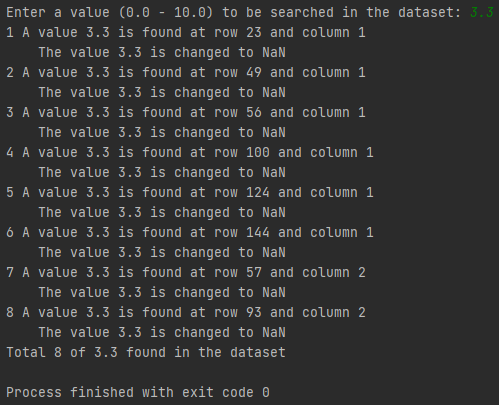 Enter a value (0.0 - 10.0) to be searched in the dataset: 3.3
1 A value 3.3 is found at row 23 and column 1
    The value 3.3 is changed to NaN
2 A value 3.3 is found at row 49 and column 1
    The value 3.3 is changed to NaN
3 A value 3.3 is found at row 56 and column 1
    The value 3.3 is changed to NaN
4 A value 3.3 is found at row 100 and column 1
    The value 3.3 is changed to NaN
5 A value 3.3 is found at row 124 and column 1
    The value 3.3 is changed to NaN
6 A value 3.3 is found at row 144 and column 1
    The value 3.3 is changed to NaN
7 A value 3.3 is found at row 57 and column 2
    The value 3.3 is changed to NaN
8 A value 3.3 is found at row 93 and column 2
    The value 3.3 is changed to NaN
Total 8 of 3.3 found in the dataset
Process finished with exit code 0